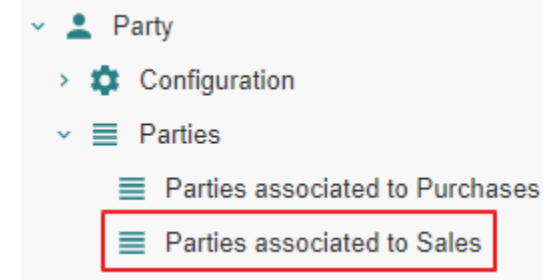 Party
Configuration
Parties
Parties associated to Purchases
Parties associated to Sales